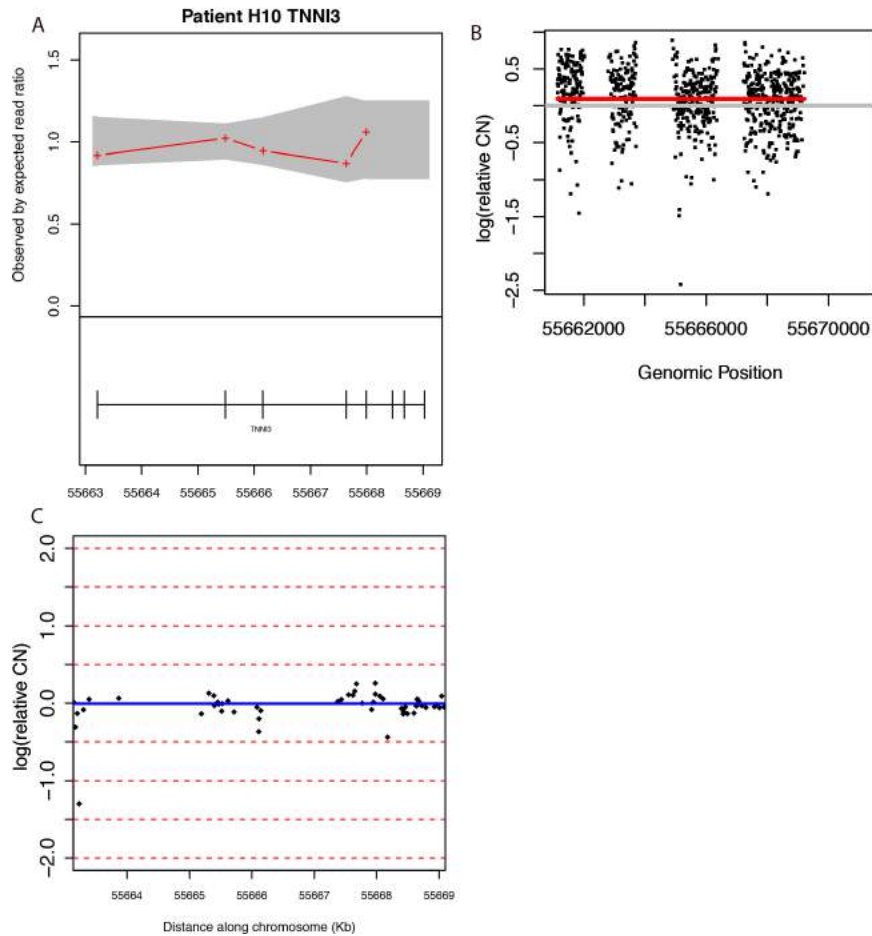 A
Patient H10 TNNI3
Observed by expected read ratio
1.5
1.0
0.5
0.0
TNNI3
55663 55664 55665 55666 55667 55668 55669
B
log(relative CN)
0.5
-0.5
-1.5
-2.5
55662000 55666000 55670000
Genomic Position
C
log(relative CN)
2.0
1.0
0.0
-1.0
-2.0
55664 55665 55666 55667 55668 55669
Distance along chromosome (Kb)